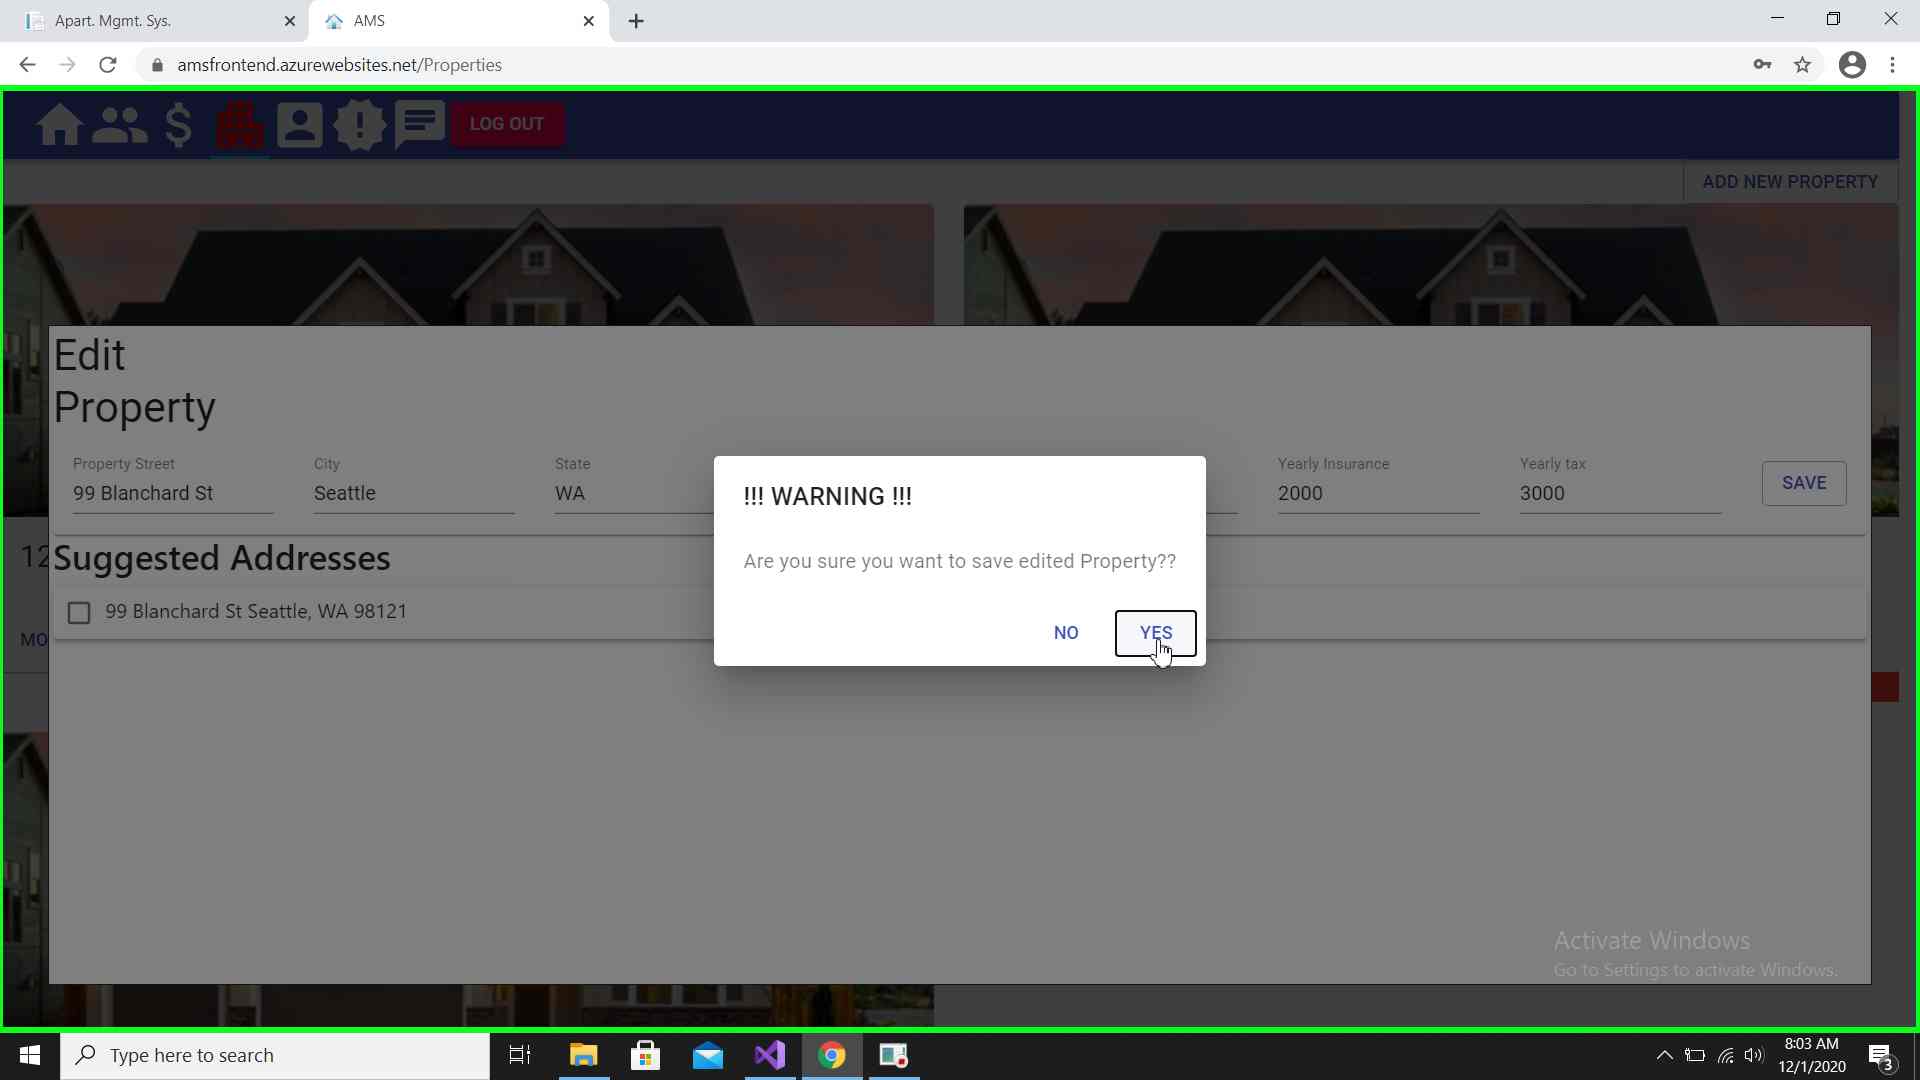 Apart. Mgmt. Sys.
AMS
amsfrontend.azurewebsites.net/Properties
LOG OUT
ADD NEW PROPERTY
Edit
Property
Property Street
City
State
Yearly Insurance
Yearly tax
99 Blanchard St
Seattle
WA
2000
3000
SAVE
!!! WARNING !!!
Are you sure you want to save edited Property??
NO
YES
12
Suggested Addresses
99 Blanchard St Seattle, WA 98121
MO
Activate Windows
Go to Settings to activate Windows.
Type here to search
8:03 AM
12/1/2020
3